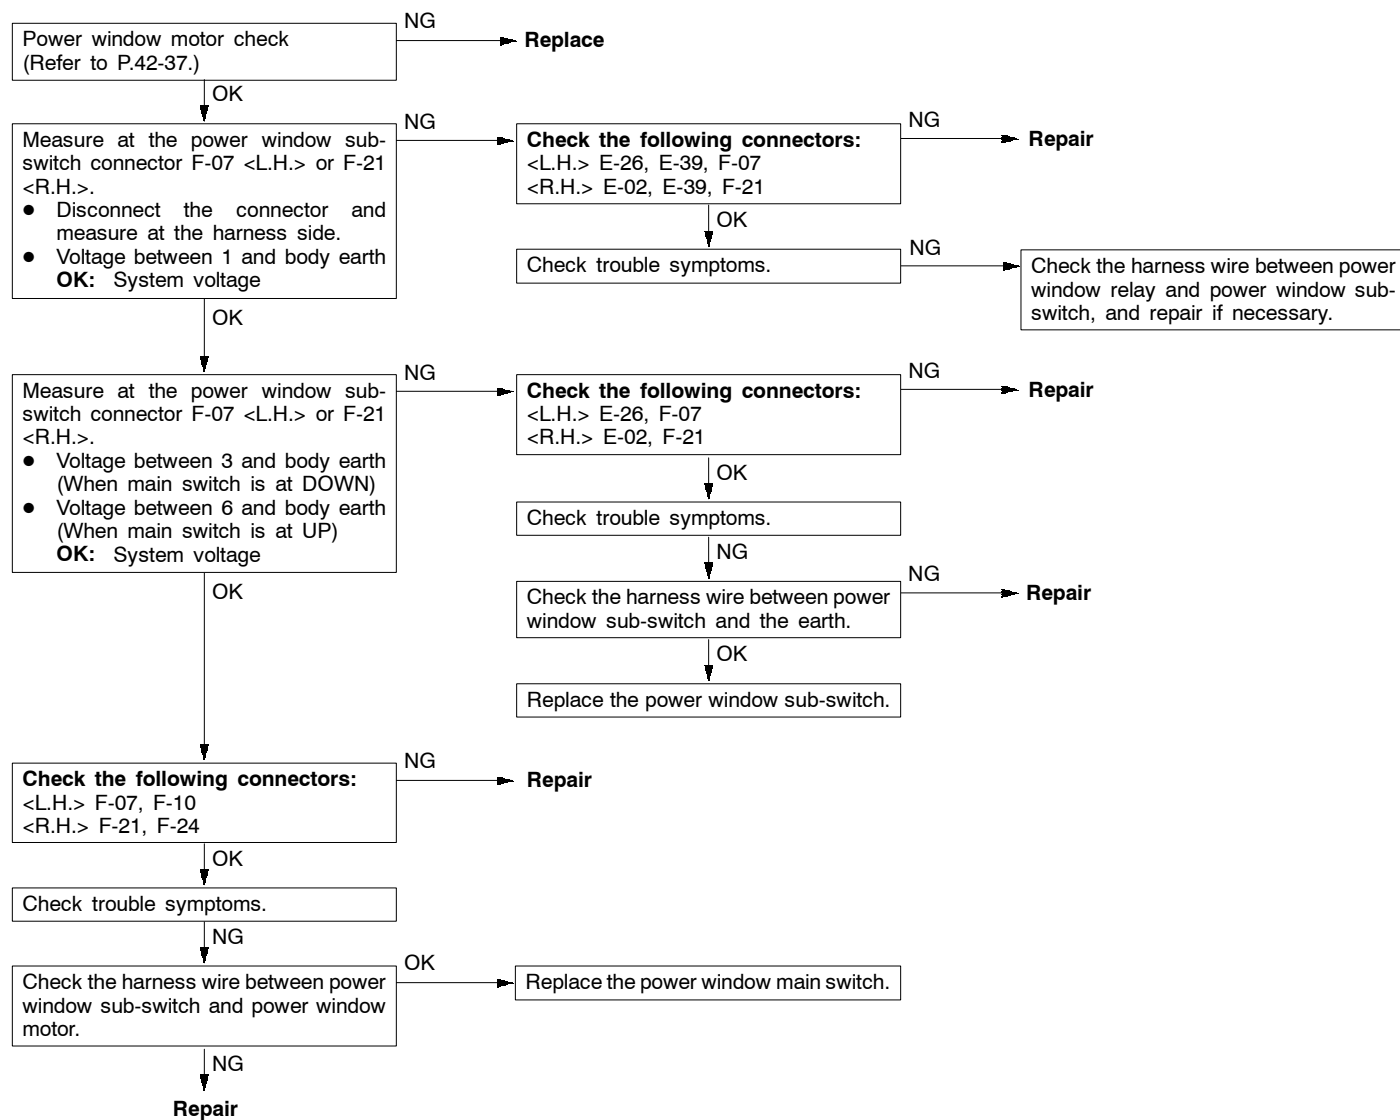 Power window motor check
(Refer to P.42-37.)
NG
Replace
OK
Measure at the power window sub-
switch connector F-07 <L.H.> or F-21
<R.H.>.
● Disconnect the connector and
measure at the harness side.
● Voltage between 1 and body earth
OK: System voltage
NG
Check the following connectors:
<L.H.> E-26, E-39, F-07
<R.H.> E-02, E-39, F-21
NG
Repair
OK
Check trouble symptoms.
NG
Check the harness wire between power
window relay and power window sub-
switch, and repair if necessary.
OK
Measure at the power window sub-
switch connector F-07 <L.H.> or F-21
<R.H.>.
● Voltage between 3 and body earth
(When main switch is at DOWN)
● Voltage between 6 and body earth
(When main switch is at UP)
OK: System voltage
NG
Check the following connectors:
<L.H.> E-26, F-07
<R.H.> E-02, F-21
NG
Repair
OK
Check trouble symptoms.
NG
Check the harness wire between power
window sub-switch and the earth.
NG
Repair
OK
Replace the power window sub-switch.
OK
Check the following connectors:
<L.H.> F-07, F-10
<R.H.> F-21, F-24
NG
Repair
OK
Check trouble symptoms.
NG
Check the harness wire between power
window sub-switch and power window
motor.
OK
Replace the power window main switch.
NG
Repair